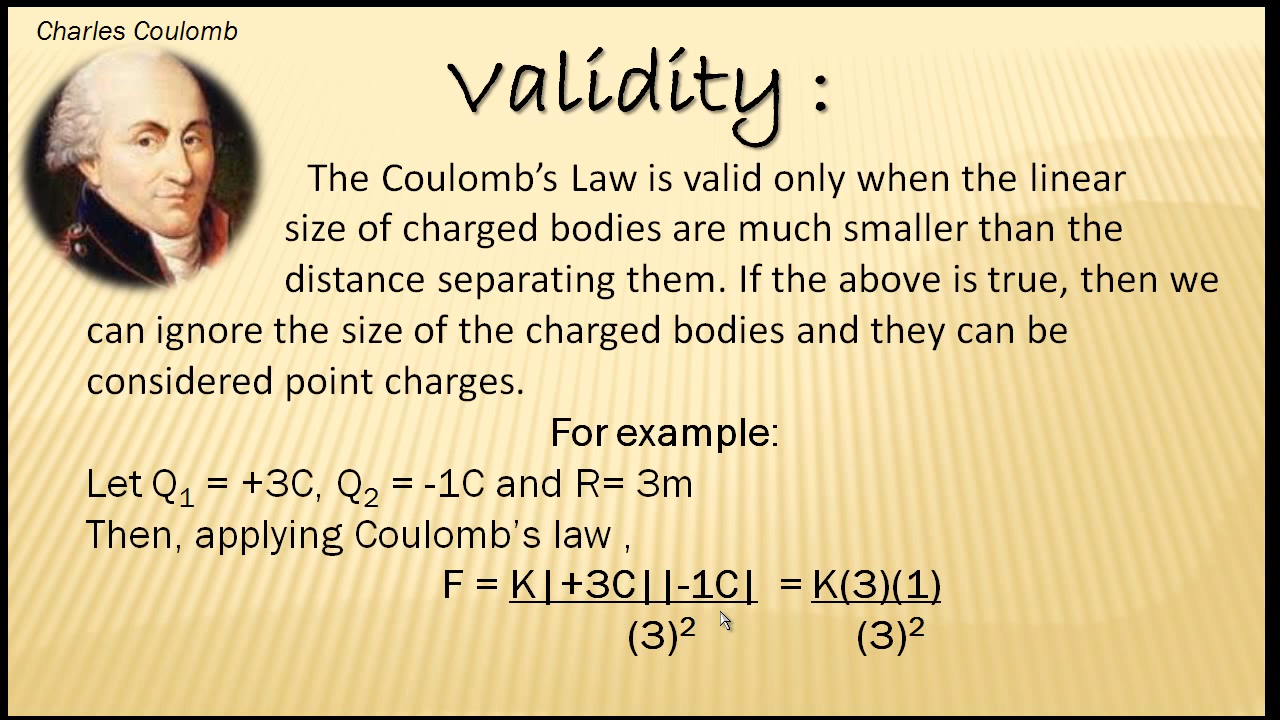 Charles Coulomb
Validity :
The Coulomb’s Law is valid only when the linear
size of charged bodies are much smaller than the
distance separating them. If the above is true, then we
can ignore the size of the charged bodies and they can be
considered point charges.
For example:
Let Q₁ = +3C, Q₂ = -1C and R= 3m
Then, applying Coulomb’s law ,
F = K|+3C||-1C| = K(3)(1)
(3)² (3)²